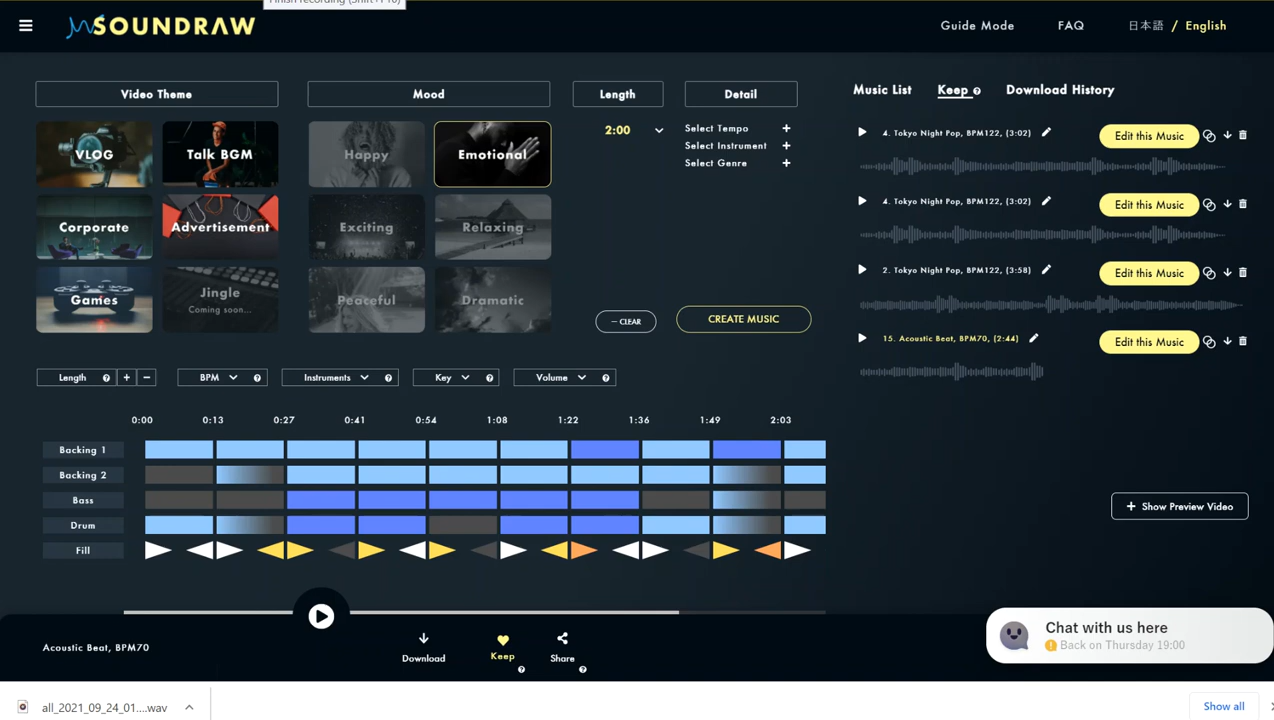 Finish recording (Shift+F10)
SOUNDRAW
Guide Mode
FAQ
日本語 / English
Video Theme
Mood
Length
Detail
VLOG
Talk BGM
Corporate
Advertisement
Games
Jingle
Coming soon...
Happy
Emotional
Exciting
Relaxing
Peaceful
Dramatic
2:00
Select Tempo +
Select Instrument +
Select Genre +
− CLEAR
CREATE MUSIC
Music List
Keep ?
Download History
4. Tokyo Night Pop, BPM122, (3:02)
Edit this Music
4. Tokyo Night Pop, BPM122, (3:02)
Edit this Music
2. Tokyo Night Pop, BPM122, (3:58)
Edit this Music
15. Acoustic Beat, BPM70, (2:44)
Edit this Music
Length ? + −
BPM ?
Instruments ?
Key ?
Volume ?
0:00 0:13 0:27 0:41 0:54 1:08 1:22 1:36 1:49 2:03
Backing 1
Backing 2
Bass
Drum
Fill
+ Show Preview Video
Acoustic Beat, BPM70
Download
Keep ?
Share ?
Chat with us here
! Back on Thursday 19:00
all_2021_09_24_01....wav
Show all